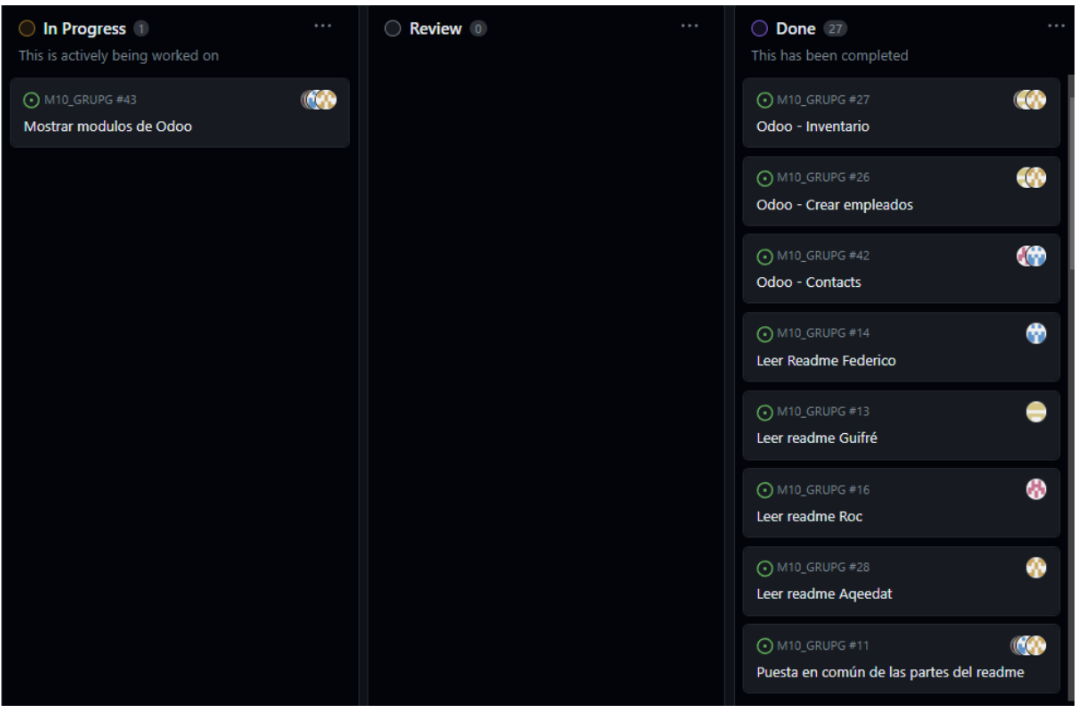 In Progress 1 ...
This is actively being worked on
M10_GRUPG #43
Mostrar modulos de Odoo
Review 0 ...
Done 27 ...
This has been completed
M10_GRUPG #27
Odoo - Inventario
M10_GRUPG #26
Odoo - Crear empleados
M10_GRUPG #42
Odoo - Contacts
M10_GRUPG #14
Leer Readme Federico
M10_GRUPG #13
Leer readme Guifré
M10_GRUPG #16
Leer readme Roc
M10_GRUPG #28
Leer readme Aqeedat
M10_GRUPG #11
Puesta en común de las partes del readme